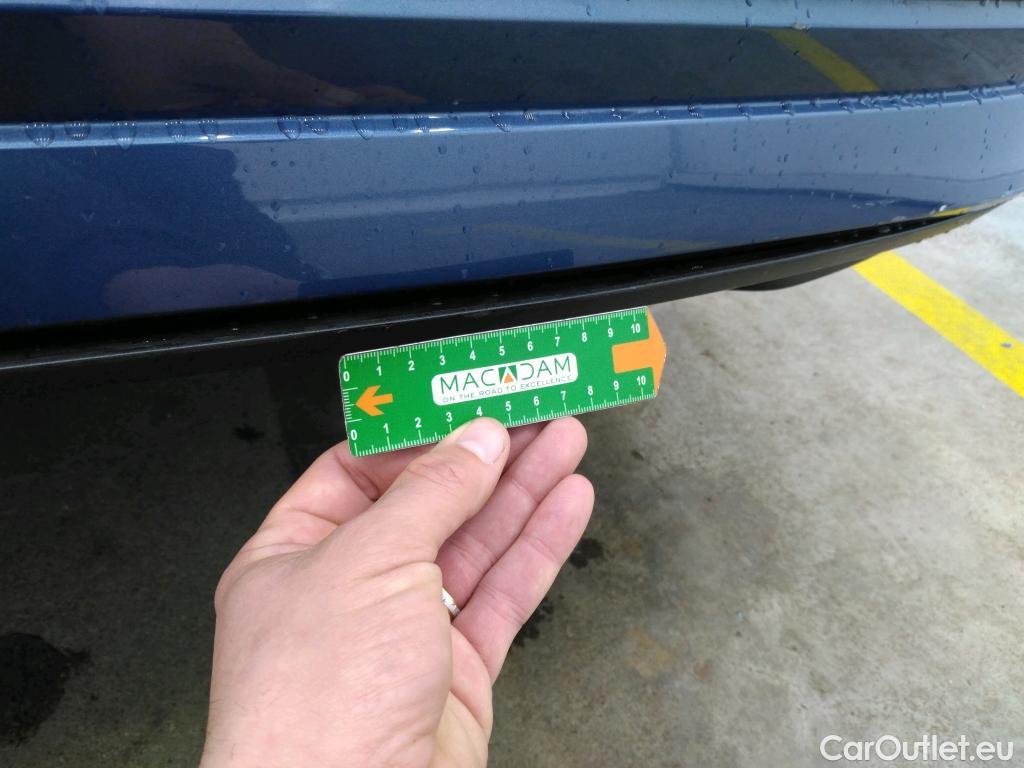 0 1 2 3 4 5 6 7 8 9 10
MACADAM
ON THE ROAD TO EXCELLENCE
0 1 2 3 4 5 6 7 8 9 10
CarOutlet.eu